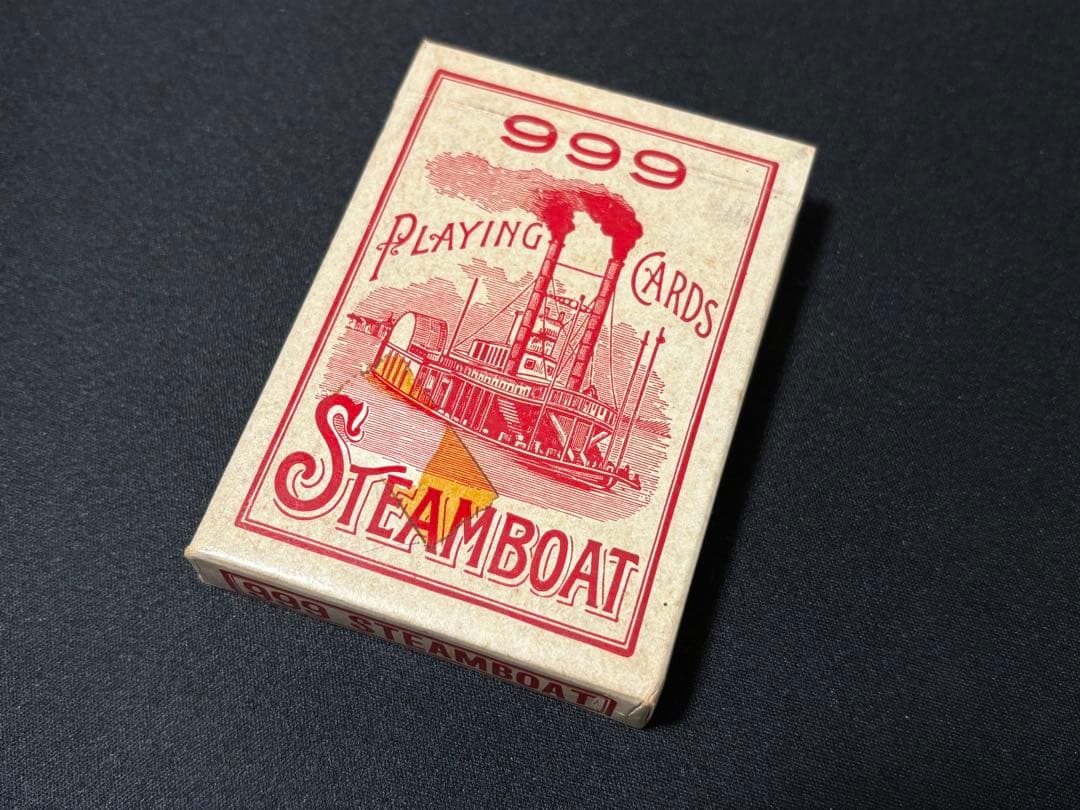 999
PLAYING CARDS
STEAMBOAT
999 STEAMBOAT